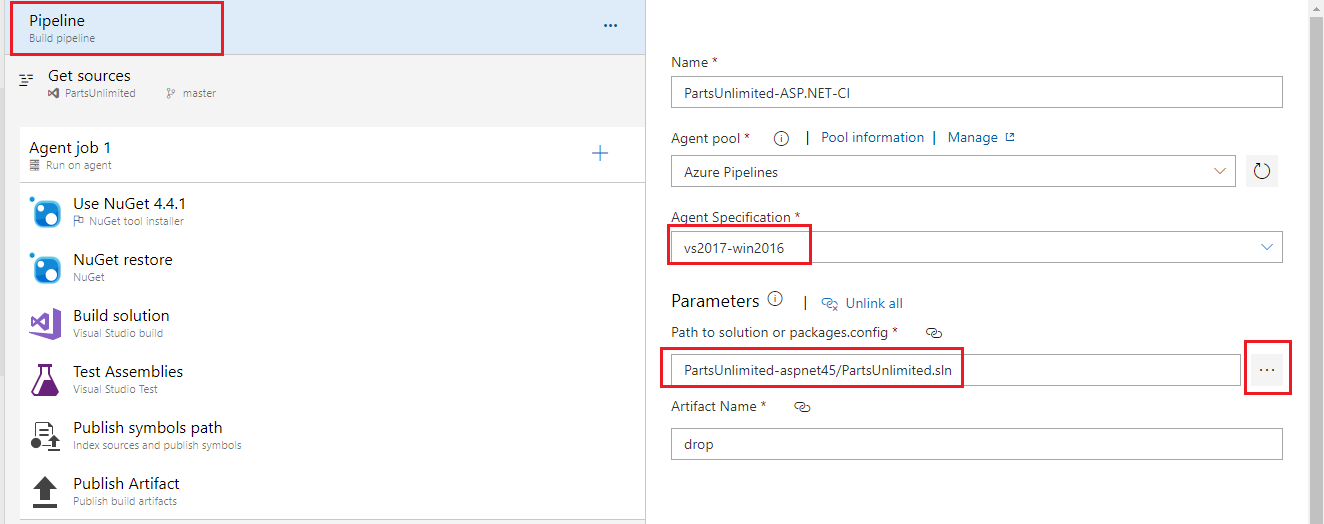 Pipeline
Build pipeline
Get sources
PartsUnlimited master
Agent job 1
Run on agent
Use NuGet 4.4.1
NuGet tool installer
NuGet restore
NuGet
Build solution
Visual Studio build
Test Assemblies
Visual Studio Test
Publish symbols path
Index sources and publish symbols
Publish Artifact
Publish build artifacts
Name *
PartsUnlimited-ASP.NET-CI
Agent pool * | Pool information | Manage
Azure Pipelines
Agent Specification *
vs2017-win2016
Parameters | Unlink all
Path to solution or packages.config *
PartsUnlimited-aspnet45/PartsUnlimited.sln
Artifact Name *
drop